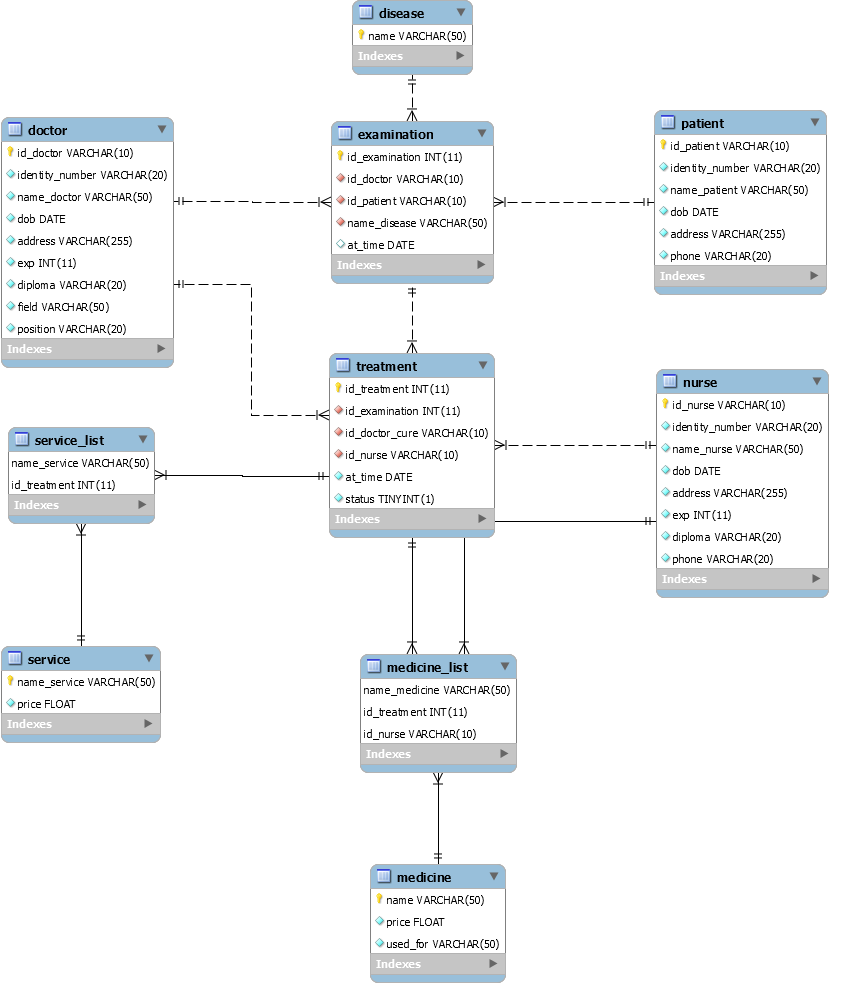 disease
name VARCHAR(50)
Indexes
doctor
id_doctor VARCHAR(10)
identity_number VARCHAR(20)
name_doctor VARCHAR(50)
dob DATE
address VARCHAR(255)
exp INT(11)
diploma VARCHAR(20)
field VARCHAR(50)
position VARCHAR(20)
Indexes
examination
id_examination INT(11)
id_doctor VARCHAR(10)
id_patient VARCHAR(10)
name_disease VARCHAR(50)
at_time DATE
Indexes
patient
id_patient VARCHAR(10)
identity_number VARCHAR(20)
name_patient VARCHAR(50)
dob DATE
address VARCHAR(255)
phone VARCHAR(20)
Indexes
treatment
id_treatment INT(11)
id_examination INT(11)
id_doctor_cure VARCHAR(10)
id_nurse VARCHAR(10)
at_time DATE
status TINYINT(1)
Indexes
nurse
id_nurse VARCHAR(10)
identity_number VARCHAR(20)
name_nurse VARCHAR(50)
dob DATE
address VARCHAR(255)
exp INT(11)
diploma VARCHAR(20)
phone VARCHAR(20)
Indexes
service_list
name_service VARCHAR(50)
id_treatment INT(11)
Indexes
service
name_service VARCHAR(50)
price FLOAT
Indexes
medicine_list
name_medicine VARCHAR(50)
id_treatment INT(11)
id_nurse VARCHAR(10)
Indexes
medicine
name VARCHAR(50)
price FLOAT
used_for VARCHAR(50)
Indexes